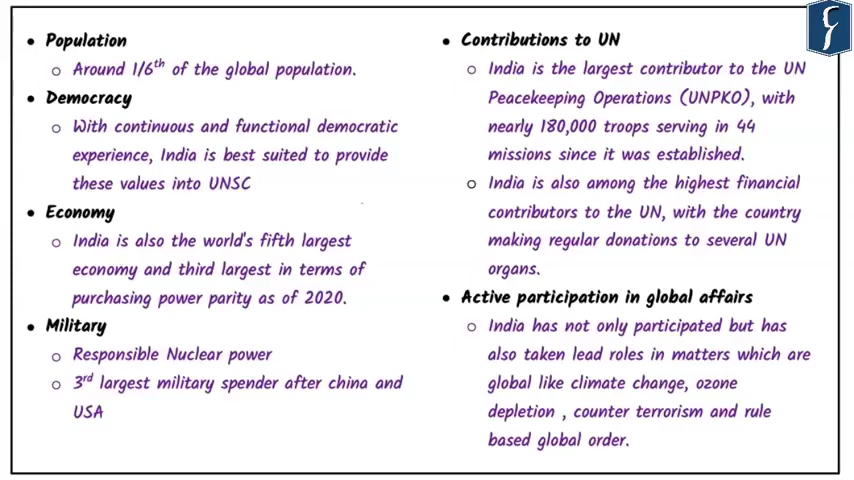 • Population
○ Around 1/6th of the global population.
• Democracy
○ With continuous and functional democratic
experience, India is best suited to provide
these values into UNSC
• Economy
○ India is also the world's fifth largest
economy and third largest in terms of
purchasing power parity as of 2020.
• Military
○ Responsible Nuclear power
○ 3rd largest military spender after china and
USA
• Contributions to UN
○ India is the largest contributor to the UN
Peacekeeping Operations (UNPKO), with
nearly 180,000 troops serving in 44
missions since it was established.
○ India is also among the highest financial
contributors to the UN, with the country
making regular donations to several UN
organs.
• Active participation in global affairs
○ India has not only participated but has
also taken lead roles in matters which are
global like climate change, ozone
depletion , counter terrorism and rule
based global order.